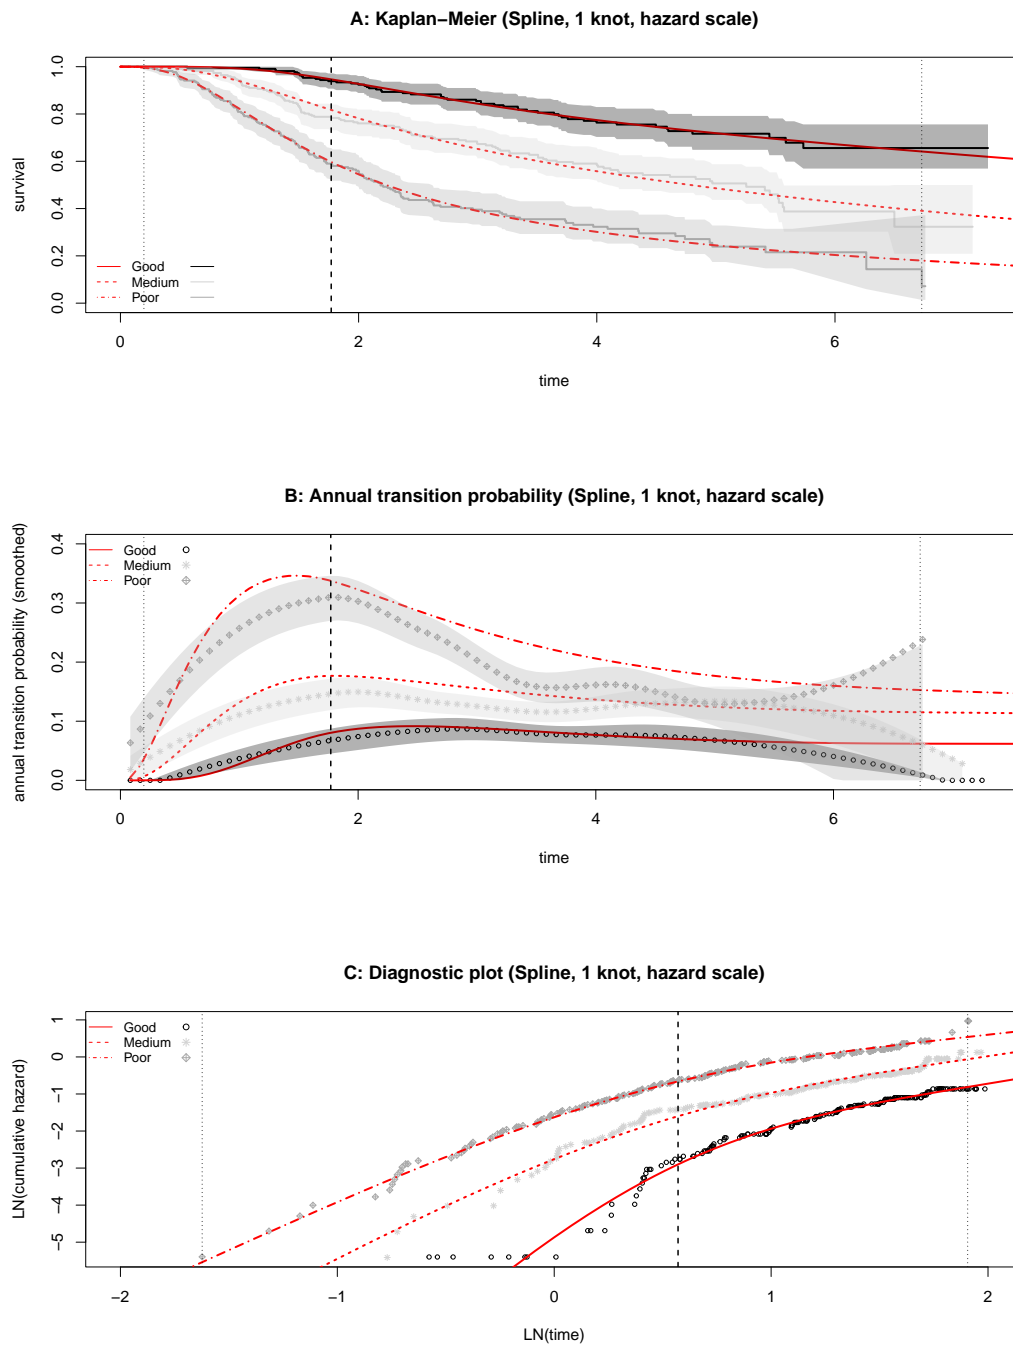 A: Kaplan−Meier (Spline, 1 knot, hazard scale)
survival
1.0
0.8
0.6
0.4
0.2
0.0
Good
Medium
Poor
0 2 4 6
time
B: Annual transition probability (Spline, 1 knot, hazard scale)
annual transition probability (smoothed)
0.4
0.3
0.2
0.1
0.0
Good
Medium
Poor
0 2 4 6
time
C: Diagnostic plot (Spline, 1 knot, hazard scale)
LN(cumulative hazard)
1
0
−1
−2
−3
−4
−5
Good
Medium
Poor
−2 −1 0 1 2
LN(time)